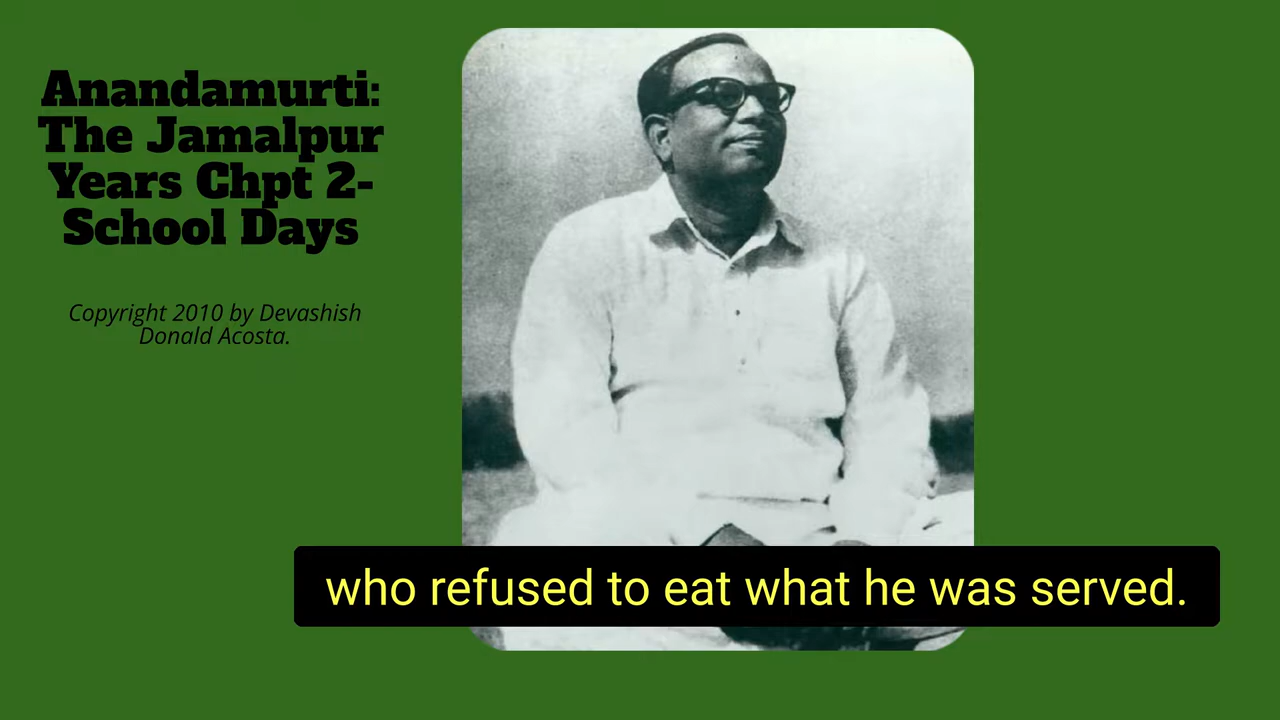 Anandamurti:
The Jamalpur
Years Chpt 2-
School Days
Copyright 2010 by Devashish
Donald Acosta.
who refused to eat what he was served.